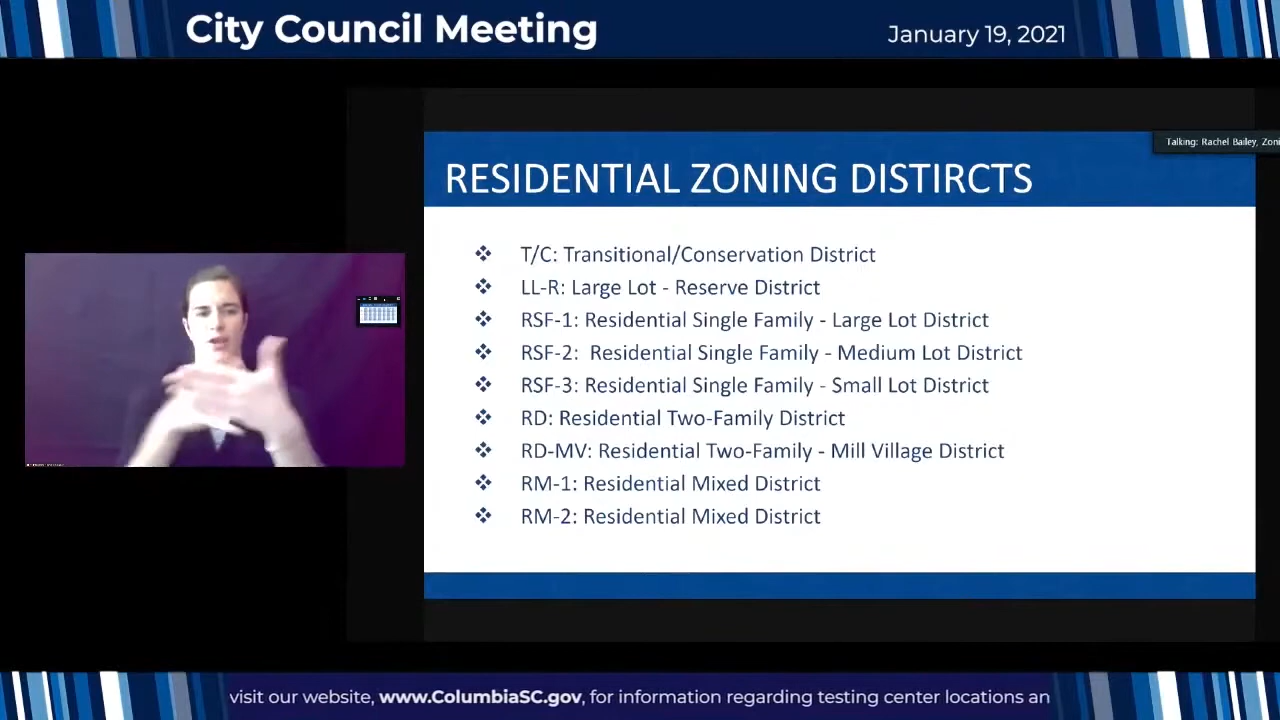 City Council Meeting
January 19, 2021
Talking: Rachel Bailey, Zoni
RESIDENTIAL ZONING DISTIRCTS
❖ T/C: Transitional/Conservation District
❖ LL-R: Large Lot - Reserve District
❖ RSF-1: Residential Single Family - Large Lot District
❖ RSF-2: Residential Single Family - Medium Lot District
❖ RSF-3: Residential Single Family - Small Lot District
❖ RD: Residential Two-Family District
❖ RD-MV: Residential Two-Family - Mill Village District
❖ RM-1: Residential Mixed District
❖ RM-2: Residential Mixed District
visit our website, www.ColumbiaSC.gov, for information regarding testing center locations an